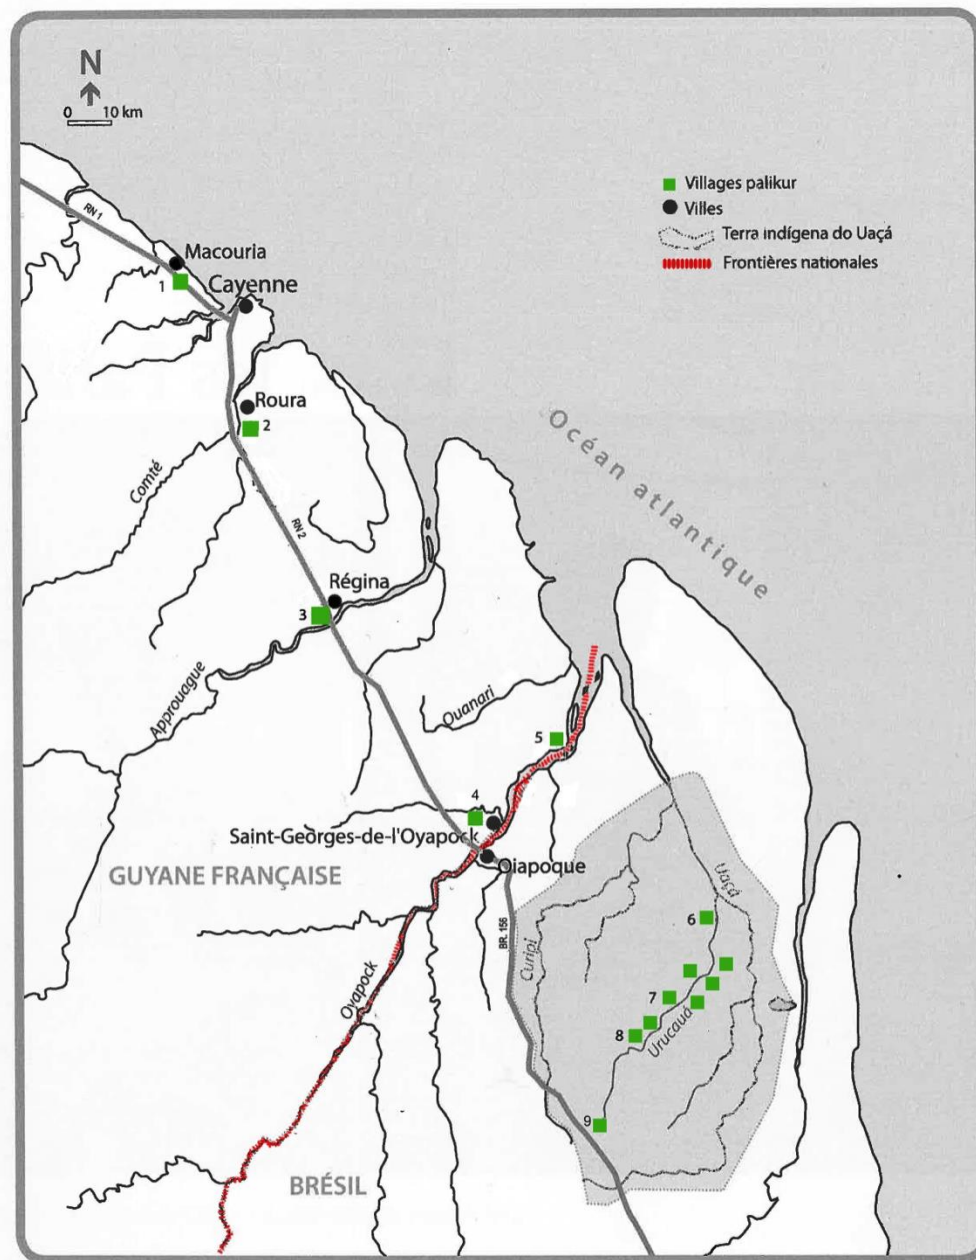 N
0 10 km
Villages palikur
Villes
Terra indígena do Uaçá
Frontières nationales
RN 1
Macouria
1
Cayenne
Roura
2
Comté
Océan atlantique
RN 2
Régina
3
Approuague
Ouanari
5
4
Saint-Georges-de-l'Oyapock
Oiapoque
GUYANE FRANÇAISE
Uaçá
6
BR. 156
Curipi
Oyapock
7
Urucauá
8
9
BRÉSIL